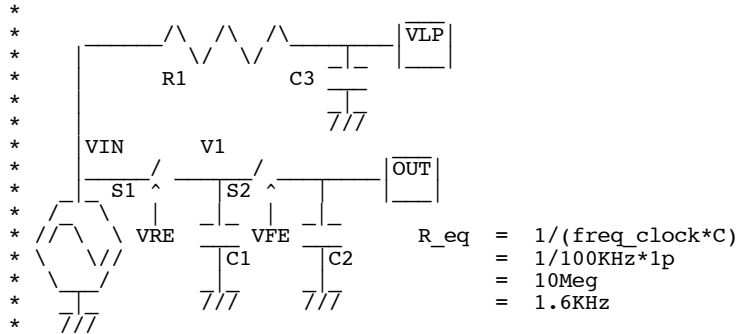 VLP
R1 C3
VIN V1
OUT
S1 S2
VRE VFE R_eq = 1/(freq_clock*C)
C1 C2 = 1/100KHz*1p
= 10Meg
= 1.6KHz